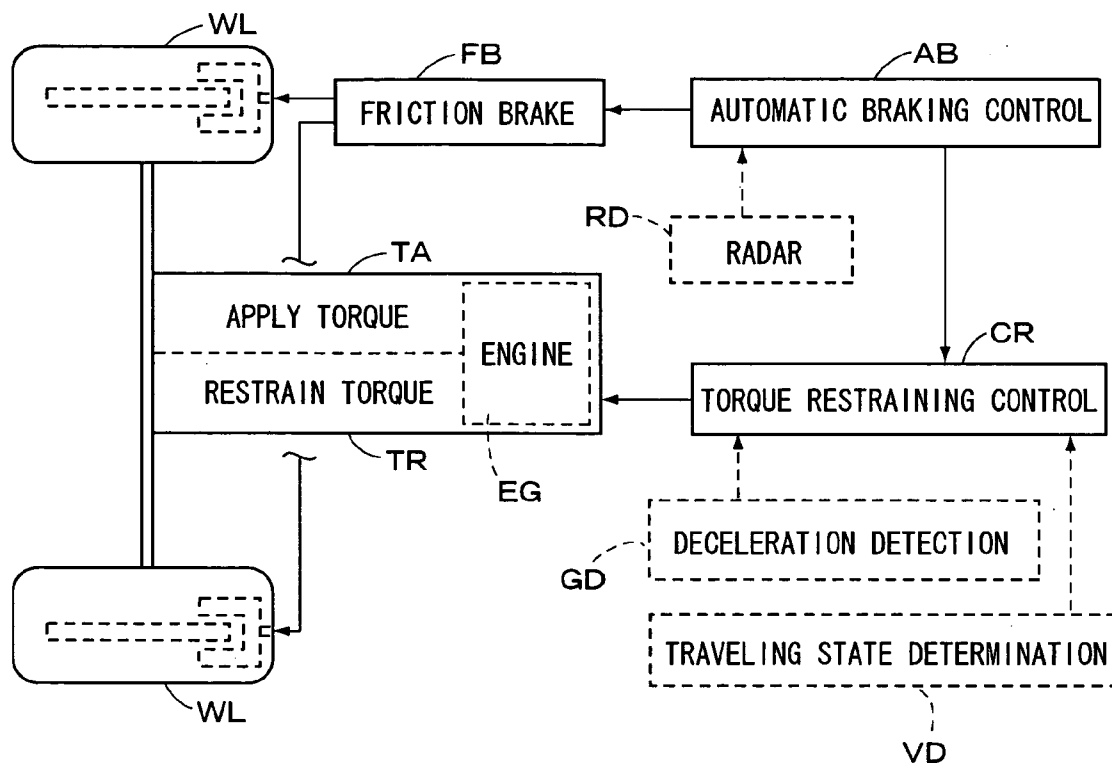 WL
FB
AB
FRICTION BRAKE
AUTOMATIC BRAKING CONTROL
RD
RADAR
TA
APPLY TORQUE
ENGINE
RESTRAIN TORQUE
CR
TORQUE RESTRAINING CONTROL
TR
EG
DECELERATION DETECTION
GD
TRAVELING STATE DETERMINATION
WL
VD